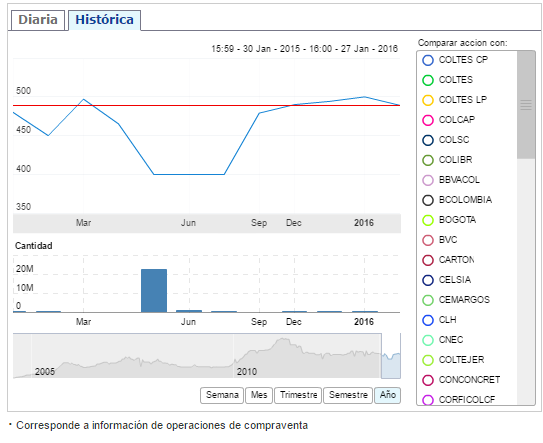 Diaria Histórica
15:59 - 30 Jan - 2015 - 16:00 - 27 Jan - 2016
500
450
400
350
Mar Jun Sep Dec 2016
Cantidad
20M
10M
0
Mar Jun Sep Dec 2016
2005 2010
Semana Mes Trimestre Semestre Año
Comparar accion con:
COLTES CP
COLTES
COLTES LP
COLCAP
COLSC
COLIBR
BBVACOL
BCOLOMBIA
BOGOTA
BVC
CARTON
CELSIA
CEMARGOS
CLH
CNEC
COLTEJER
CONCONCRET
CORFICOLCF
* Corresponde a información de operaciones de compraventa